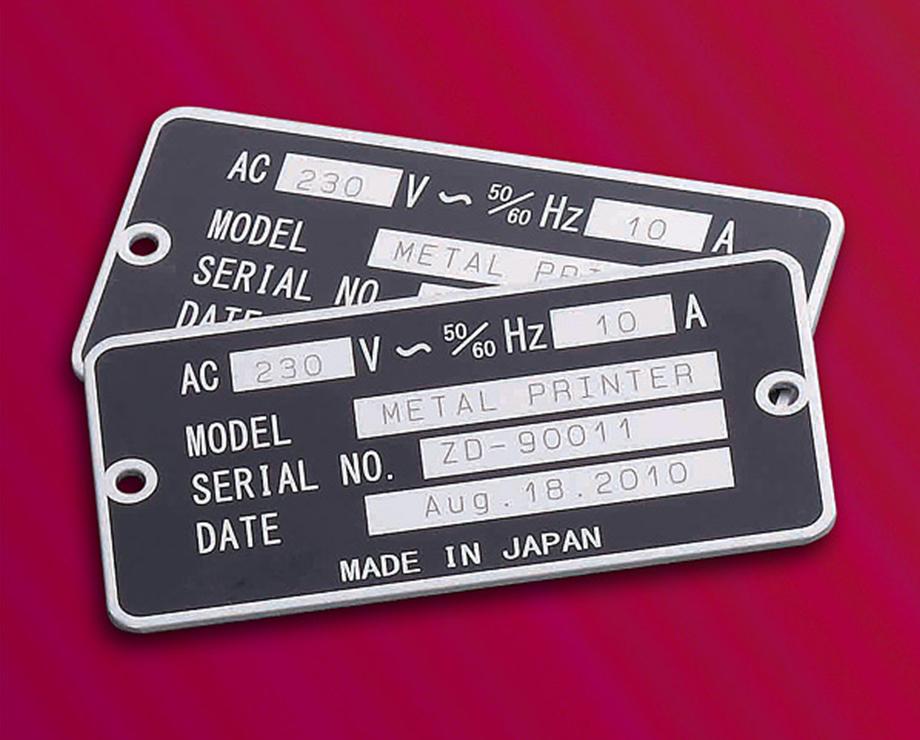 AC 230 V ~ 50/60 Hz 10 A
MODEL METAL
SERIAL NO.
DATE
AC 230 V ~ 50/60 Hz 10 A
MODEL METAL PRINTER
SERIAL NO. ZD-90011
DATE Aug.18.2010
MADE IN JAPAN